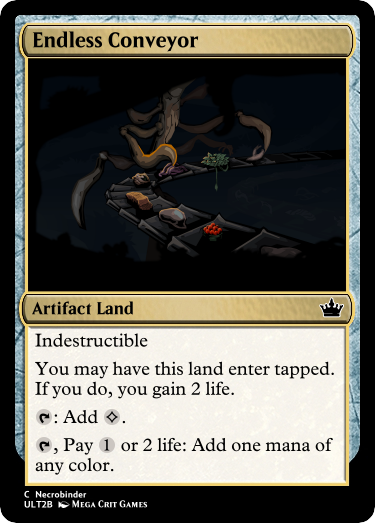 Endless Conveyor
Artifact Land
Indestructible
You may have this land enter tapped.
If you do, you gain 2 life.
: Add .
, Pay 1 or 2 life: Add one mana of
any color.
C Necrobinder
ULT2B Mega Crit Games